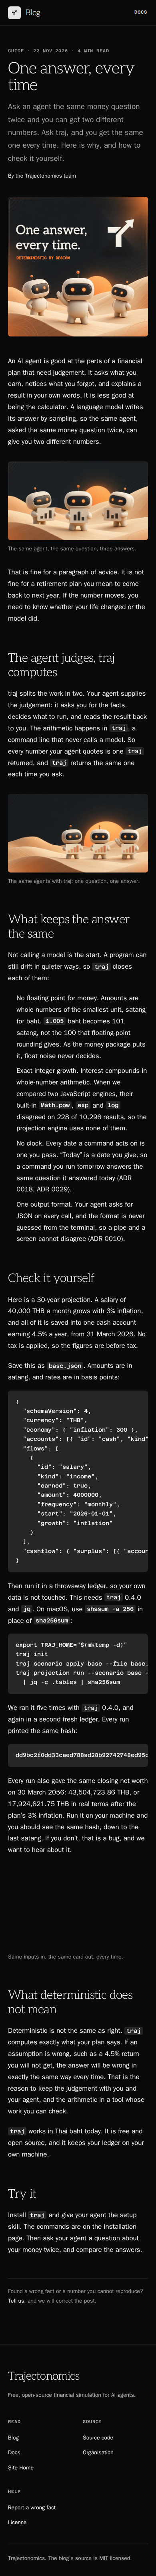 Blog
DOCS
GUIDE · 22 NOV 2026 · 4 MIN READ
One answer, every
time
Ask an agent the same money question
twice and you can get two different
numbers. Ask traj, and you get the same
one every time. Here is why, and how to
check it yourself.
By the Trajectonomics team
One answer,
every time.
DETERMINISTIC BY DESIGN
An AI agent is good at the parts of a financial
plan that need judgement. It asks what you
earn, notices what you forgot, and explains a
result in your own words. It is less good at
being the calculator. A language model writes
its answer by sampling, so the same agent,
asked the same money question twice, can
give you two different numbers.
The same agent, the same question, three answers.
That is fine for a paragraph of advice. It is not
fine for a retirement plan you mean to come
back to next year. If the number moves, you
need to know whether your life changed or the
model did.
The agent judges, traj
computes
traj splits the work in two. Your agent supplies
the judgement: it asks you for the facts,
decides what to run, and reads the result back
to you. The arithmetic happens in traj, a
command line that never calls a model. So
every number your agent quotes is one traj
returned, and traj returns the same one
each time you ask.
The same agents with traj: one question, one answer.
What keeps the answer
the same
Not calling a model is the start. A program can
still drift in quieter ways, so traj closes
each of them:
No floating point for money. Amounts are
whole numbers of the smallest unit, satang
for baht. 1.005 baht becomes 101
satang, not the 100 that floating-point
rounding gives. As the money package puts
it, float noise never decides.
Exact integer growth. Interest compounds in
whole-number arithmetic. When we
compared two JavaScript engines, their
built-in Math.pow, exp and log
disagreed on 228 of 10,296 results, so the
projection engine uses none of them.
No clock. Every date a command acts on is
one you pass. “Today” is a date you give, so
a command you run tomorrow answers the
same question it answered today (ADR
0018, ADR 0029).
One output format. Your agent asks for
JSON on every call, and the format is never
guessed from the terminal, so a pipe and a
screen cannot disagree (ADR 0010).
Check it yourself
Here is a 30-year projection. A salary of
40,000 THB a month grows with 3% inflation,
and all of it is saved into one cash account
earning 4.5% a year, from 31 March 2026. No
tax is applied, so the figures are before tax.
Save this as base.json. Amounts are in
satang, and rates are in basis points:
{
"schemaVersion": 4,
"currency": "THB",
"economy": { "inflation": 300 },
"accounts": [{ "id": "cash", "kind"
"flows": [
{
"id": "salary",
"kind": "income",
"earned": true,
"amount": 4000000,
"frequency": "monthly",
"start": "2026-01-01",
"growth": "inflation"
}
],
"cashflow": { "surplus": [{ "accoun
}
Then run it in a throwaway ledger, so your own
data is not touched. This needs traj 0.4.0
and jq. On macOS, use shasum -a 256 in
place of sha256sum:
export TRAJ_HOME="$(mktemp -d)"
traj init
traj scenario apply base --file base.
traj projection run --scenario base -
| jq -c .tables | sha256sum
We ran it five times with traj 0.4.0, and
again in a second fresh ledger. Every run
printed the same hash:
Every run also gave the same closing net worth
on 30 March 2056: 43,504,723.86 THB, or
17,924,821.75 THB in real terms after the
plan’s 3% inflation. Run it on your machine and
you should see the same hash, down to the
last satang. If you don’t, that is a bug, and we
want to hear about it.
Same inputs in, the same card out, every time.
What deterministic does
not mean
Deterministic is not the same as right. traj
computes exactly what your plan says. If an
assumption is wrong, such as a 4.5% return
you will not get, the answer will be wrong in
exactly the same way every time. That is the
reason to keep the judgement with you and
your agent, and the arithmetic in a tool whose
work you can check.
traj works in Thai baht today. It is free and
open source, and it keeps your ledger on your
own machine.
Try it
Install traj and give your agent the setup
skill. The commands are on the installation
page. Then ask your agent a question about
your money twice, and compare the answers.
Found a wrong fact or a number you cannot reproduce?
Tell us, and we will correct the post.
Trajectonomics
Free, open-source financial simulation for AI agents.
READ
SOURCE
Blog
Source code
Docs
Organisation
Site Home
HELP
Report a wrong fact
Licence
Trajectonomics. The blog's source is MIT licensed.